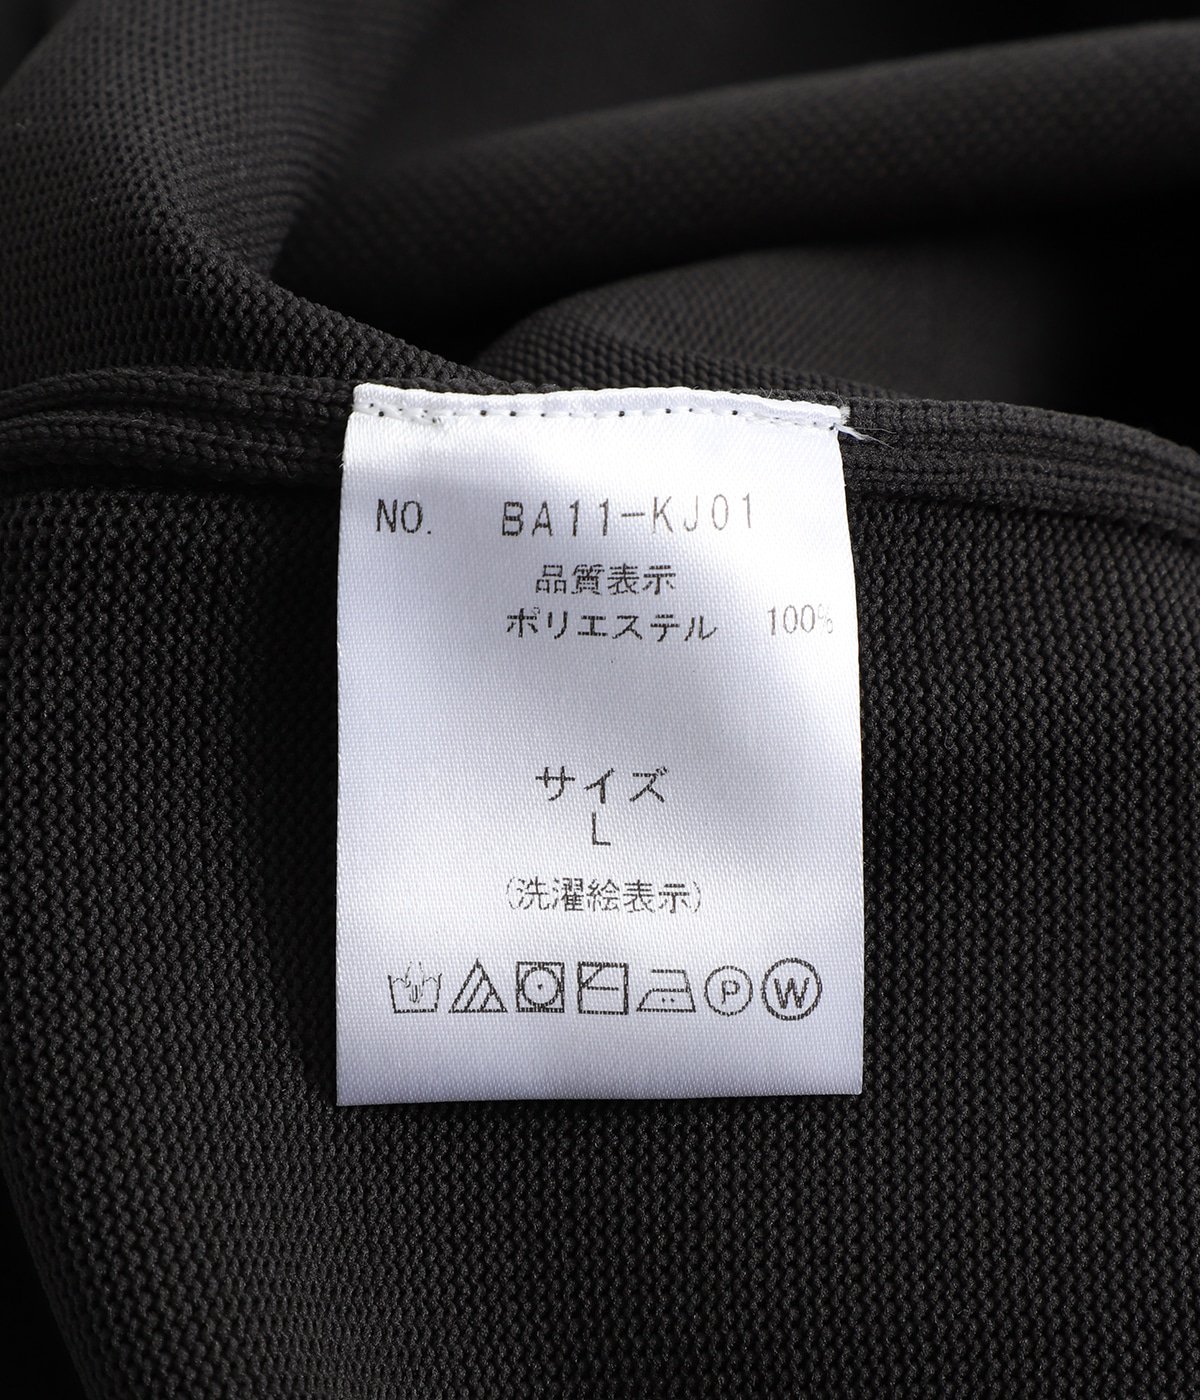 NO. BA11-KJ01
品質表示
ポリエステル 100%
サイズ
L
(洗濯絵表示)
P W